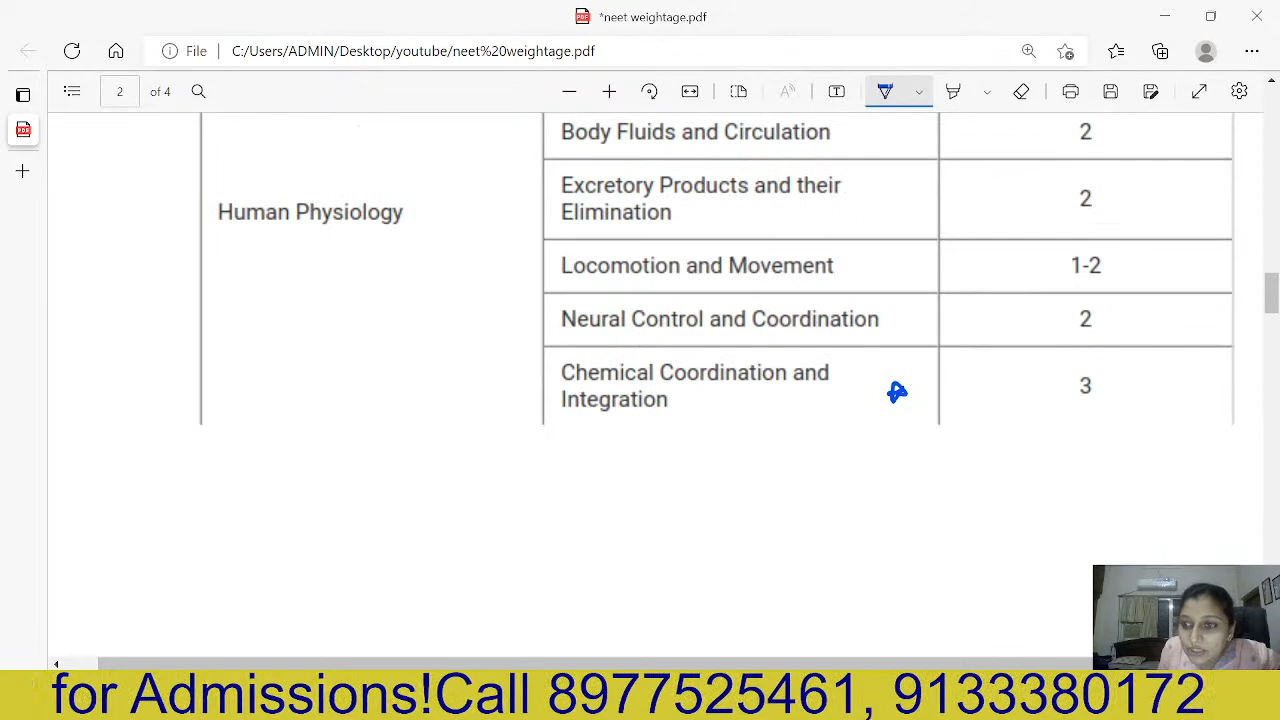 *neet weightage.pdf
File
C:/Users/ADMIN/Desktop/youtube/neet%20weightage.pdf
2 of 4
Body Fluids and Circulation 2
Human Physiology
Excretory Products and their
Elimination
2
Locomotion and Movement 1-2
Neural Control and Coordination 2
Chemical Coordination and
Integration
3
for Admissions!Call 8977525461, 9133380172